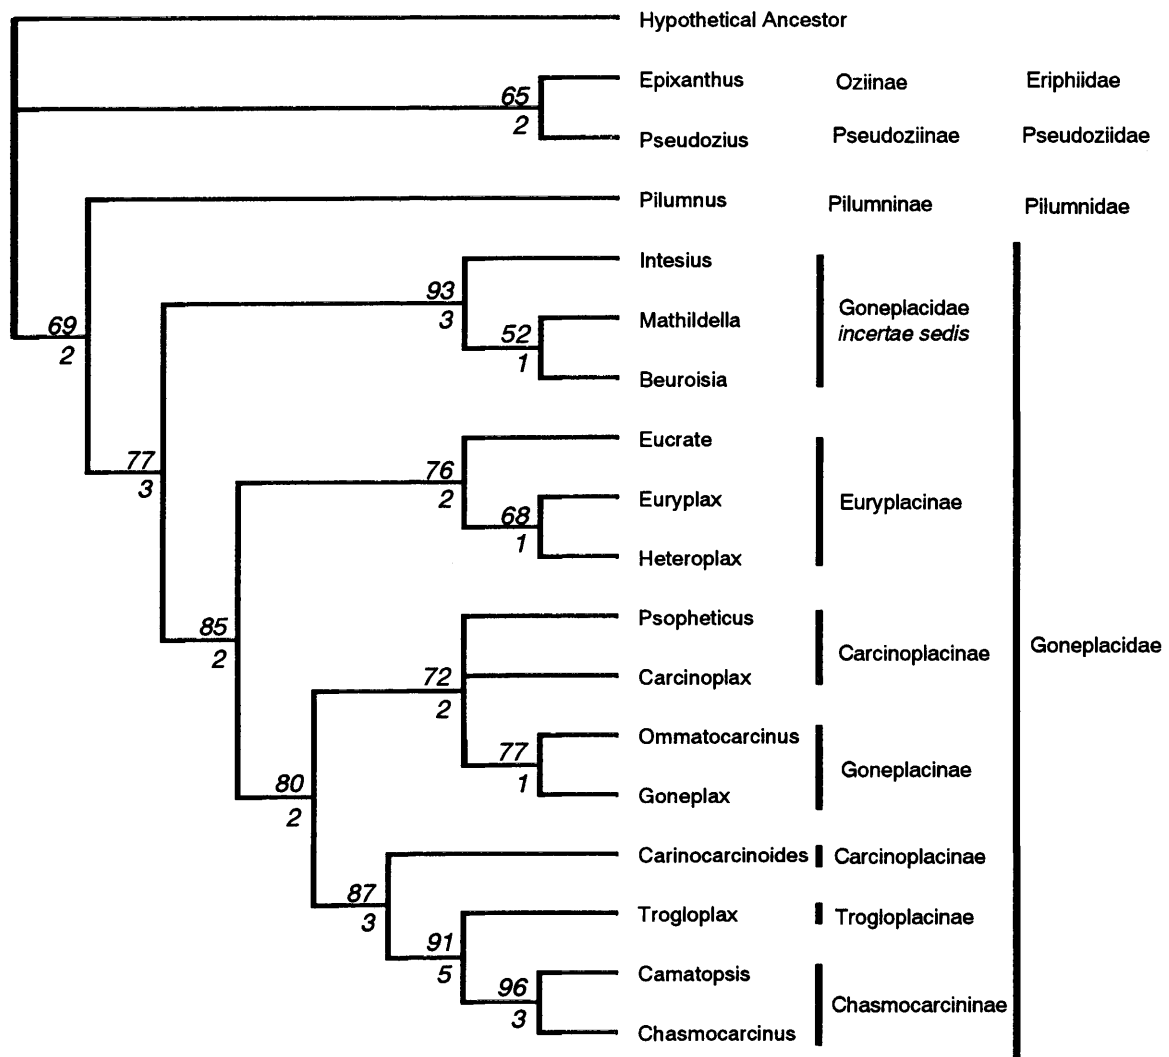 Hypothetical Ancestor
Epixanthus Oziinae Eriphiidae
65
2
Pseudozius Pseudoziinae Pseudoziidae
Pilumnus Pilumninae Pilumnidae
Intesius
93
3
Mathildella Goneplacidae
incertae sedis
69
2
52
1
Beuroisia
Eucrate
77
3
76
2
Euryplax Euryplacinae
68
1
Heteroplax
Psopheticus
85
2
Carcinoplacinae Goneplacidae
Carcinoplax
72
2
Ommatocarcinus
77
1
Goneplacinae
Goneplax
80
2
Carinocarcinoides Carcinoplacinae
87
3
Trogloplax Trogloplacinae
91
5
Camatopsis
96
3
Chasmocarcininae
Chasmocarcinus